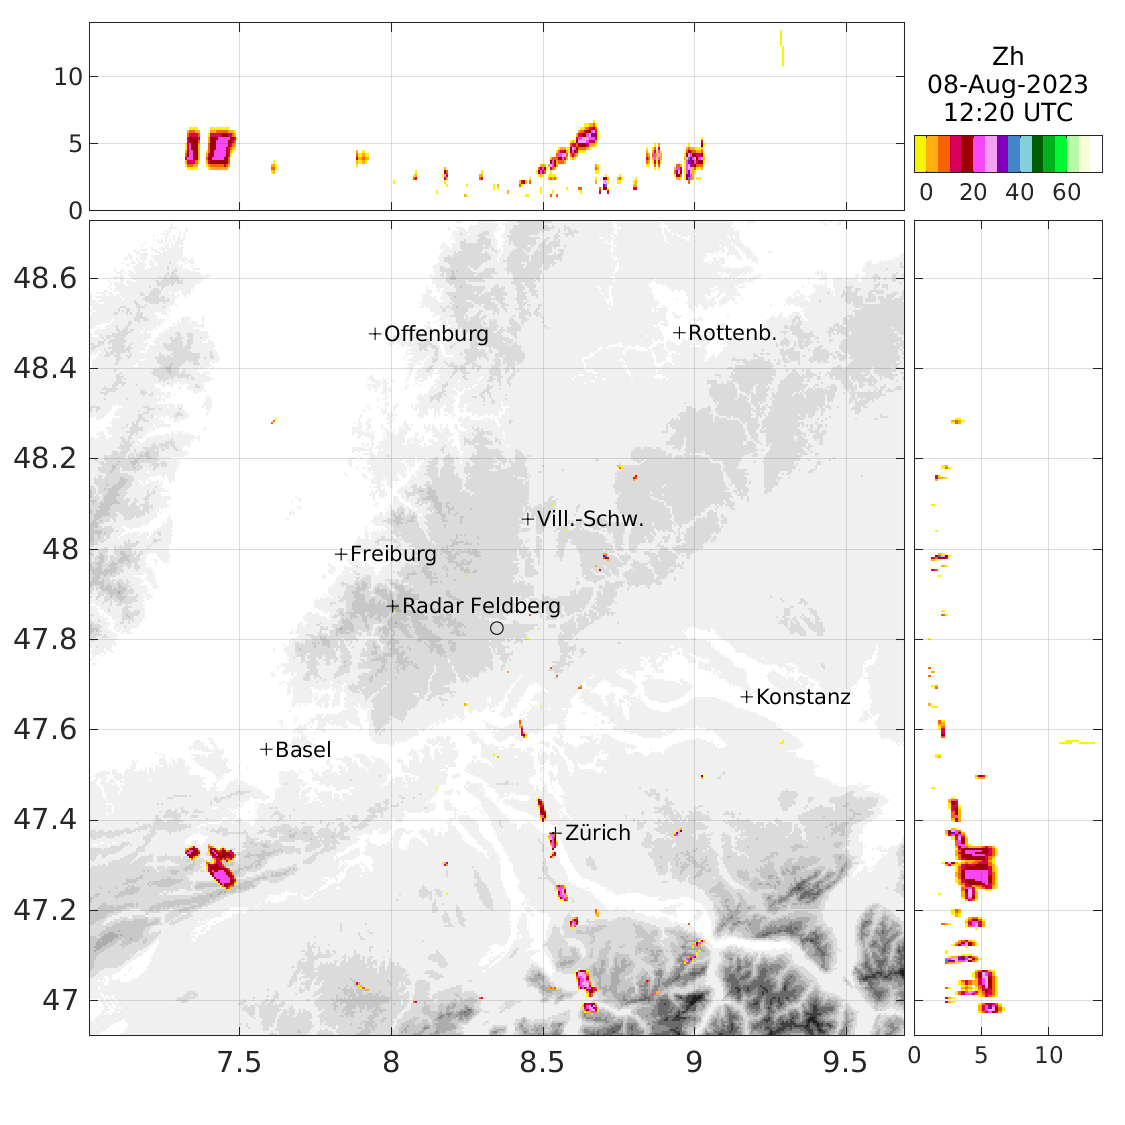 10
5
0
Zh
08-Aug-2023
12:20 UTC
0 20 40 60
48.6
48.4
48.2
48
47.8
47.6
47.4
47.2
47
+Offenburg
+Rottenb.
+Vill.-Schw.
+Freiburg
+Radar Feldberg
+Konstanz
+Basel
+Zürich
7.5 8 8.5 9 9.5
0 5 10